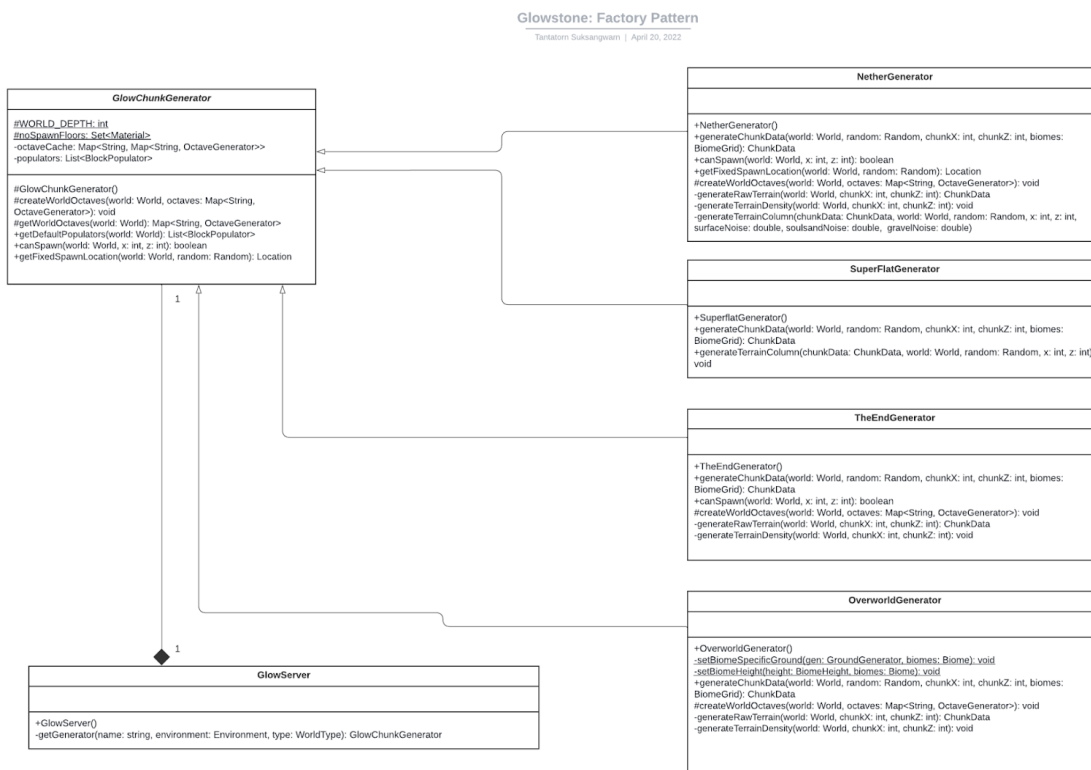 Glowstone: Factory Pattern
Tantatorn Suksangwarn | April 20, 2022
GlowChunkGenerator
#WORLD_DEPTH: int
#noSpawnFloors: Set<Material>
-octaveCache: Map<String, Map<String, OctaveGenerator>>
-populators: List<BlockPopulator>
#GlowChunkGenerator()
#createWorldOctaves(world: World, octaves: Map<String,
OctaveGenerator>): void
#getWorldOctaves(world: World): Map<String, OctaveGenerator>
+getDefaultPopulators(world: World): List<BlockPopulator>
+canSpawn(world: World, x: int, z: int): boolean
+getFixedSpawnLocation(world: World, random: Random): Location
1
1
GlowServer
+GlowServer()
-getGenerator(name: string, environment: Environment, type: WorldType): GlowChunkGenerator
NetherGenerator
+NetherGenerator()
+generateChunkData(world: World, random: Random, chunkX: int, chunkZ: int, biomes:
BiomeGrid): ChunkData
+canSpawn(world: World, x: int, z: int): boolean
+getFixedSpawnLocation(world: World, random: Random): Location
#createWorldOctaves(world: World, octaves: Map<String, OctaveGenerator>): void
-generateRawTerrain(world: World, chunkX: int, chunkZ: int): ChunkData
-generateTerrainDensity(world: World, chunkX: int, chunkZ: int): void
-generateTerrainColumn(chunkData: ChunkData, world: World, random: Random, x: int, z: int,
surfaceNoise: double, soulsandNoise: double, gravelNoise: double)
SuperFlatGenerator
+SuperflatGenerator()
+generateChunkData(world: World, random: Random, chunkX: int, chunkZ: int, biomes:
BiomeGrid): ChunkData
+generateTerrainColumn(chunkData: ChunkData, world: World, random: Random, x: int, z: int)
void
TheEndGenerator
+TheEndGenerator()
+generateChunkData(world: World, random: Random, chunkX: int, chunkZ: int, biomes:
BiomeGrid): ChunkData
+canSpawn(world: World, x: int, z: int): boolean
#createWorldOctaves(world: World, octaves: Map<String, OctaveGenerator>): void
-generateRawTerrain(world: World, chunkX: int, chunkZ: int): ChunkData
-generateTerrainDensity(world: World, chunkX: int, chunkZ: int): void
OverworldGenerator
+OverworldGenerator()
-setBiomeSpecificGround(gen: GroundGenerator, biomes: Biome): void
-setBiomeHeight(height: BiomeHeight, biomes: Biome): void
+generateChunkData(world: World, random: Random, chunkX: int, chunkZ: int, biomes:
BiomeGrid): ChunkData
#createWorldOctaves(world: World, octaves: Map<String, OctaveGenerator>): void
-generateRawTerrain(world: World, chunkX: int, chunkZ: int): ChunkData
-generateTerrainDensity(world: World, chunkX: int, chunkZ: int): void